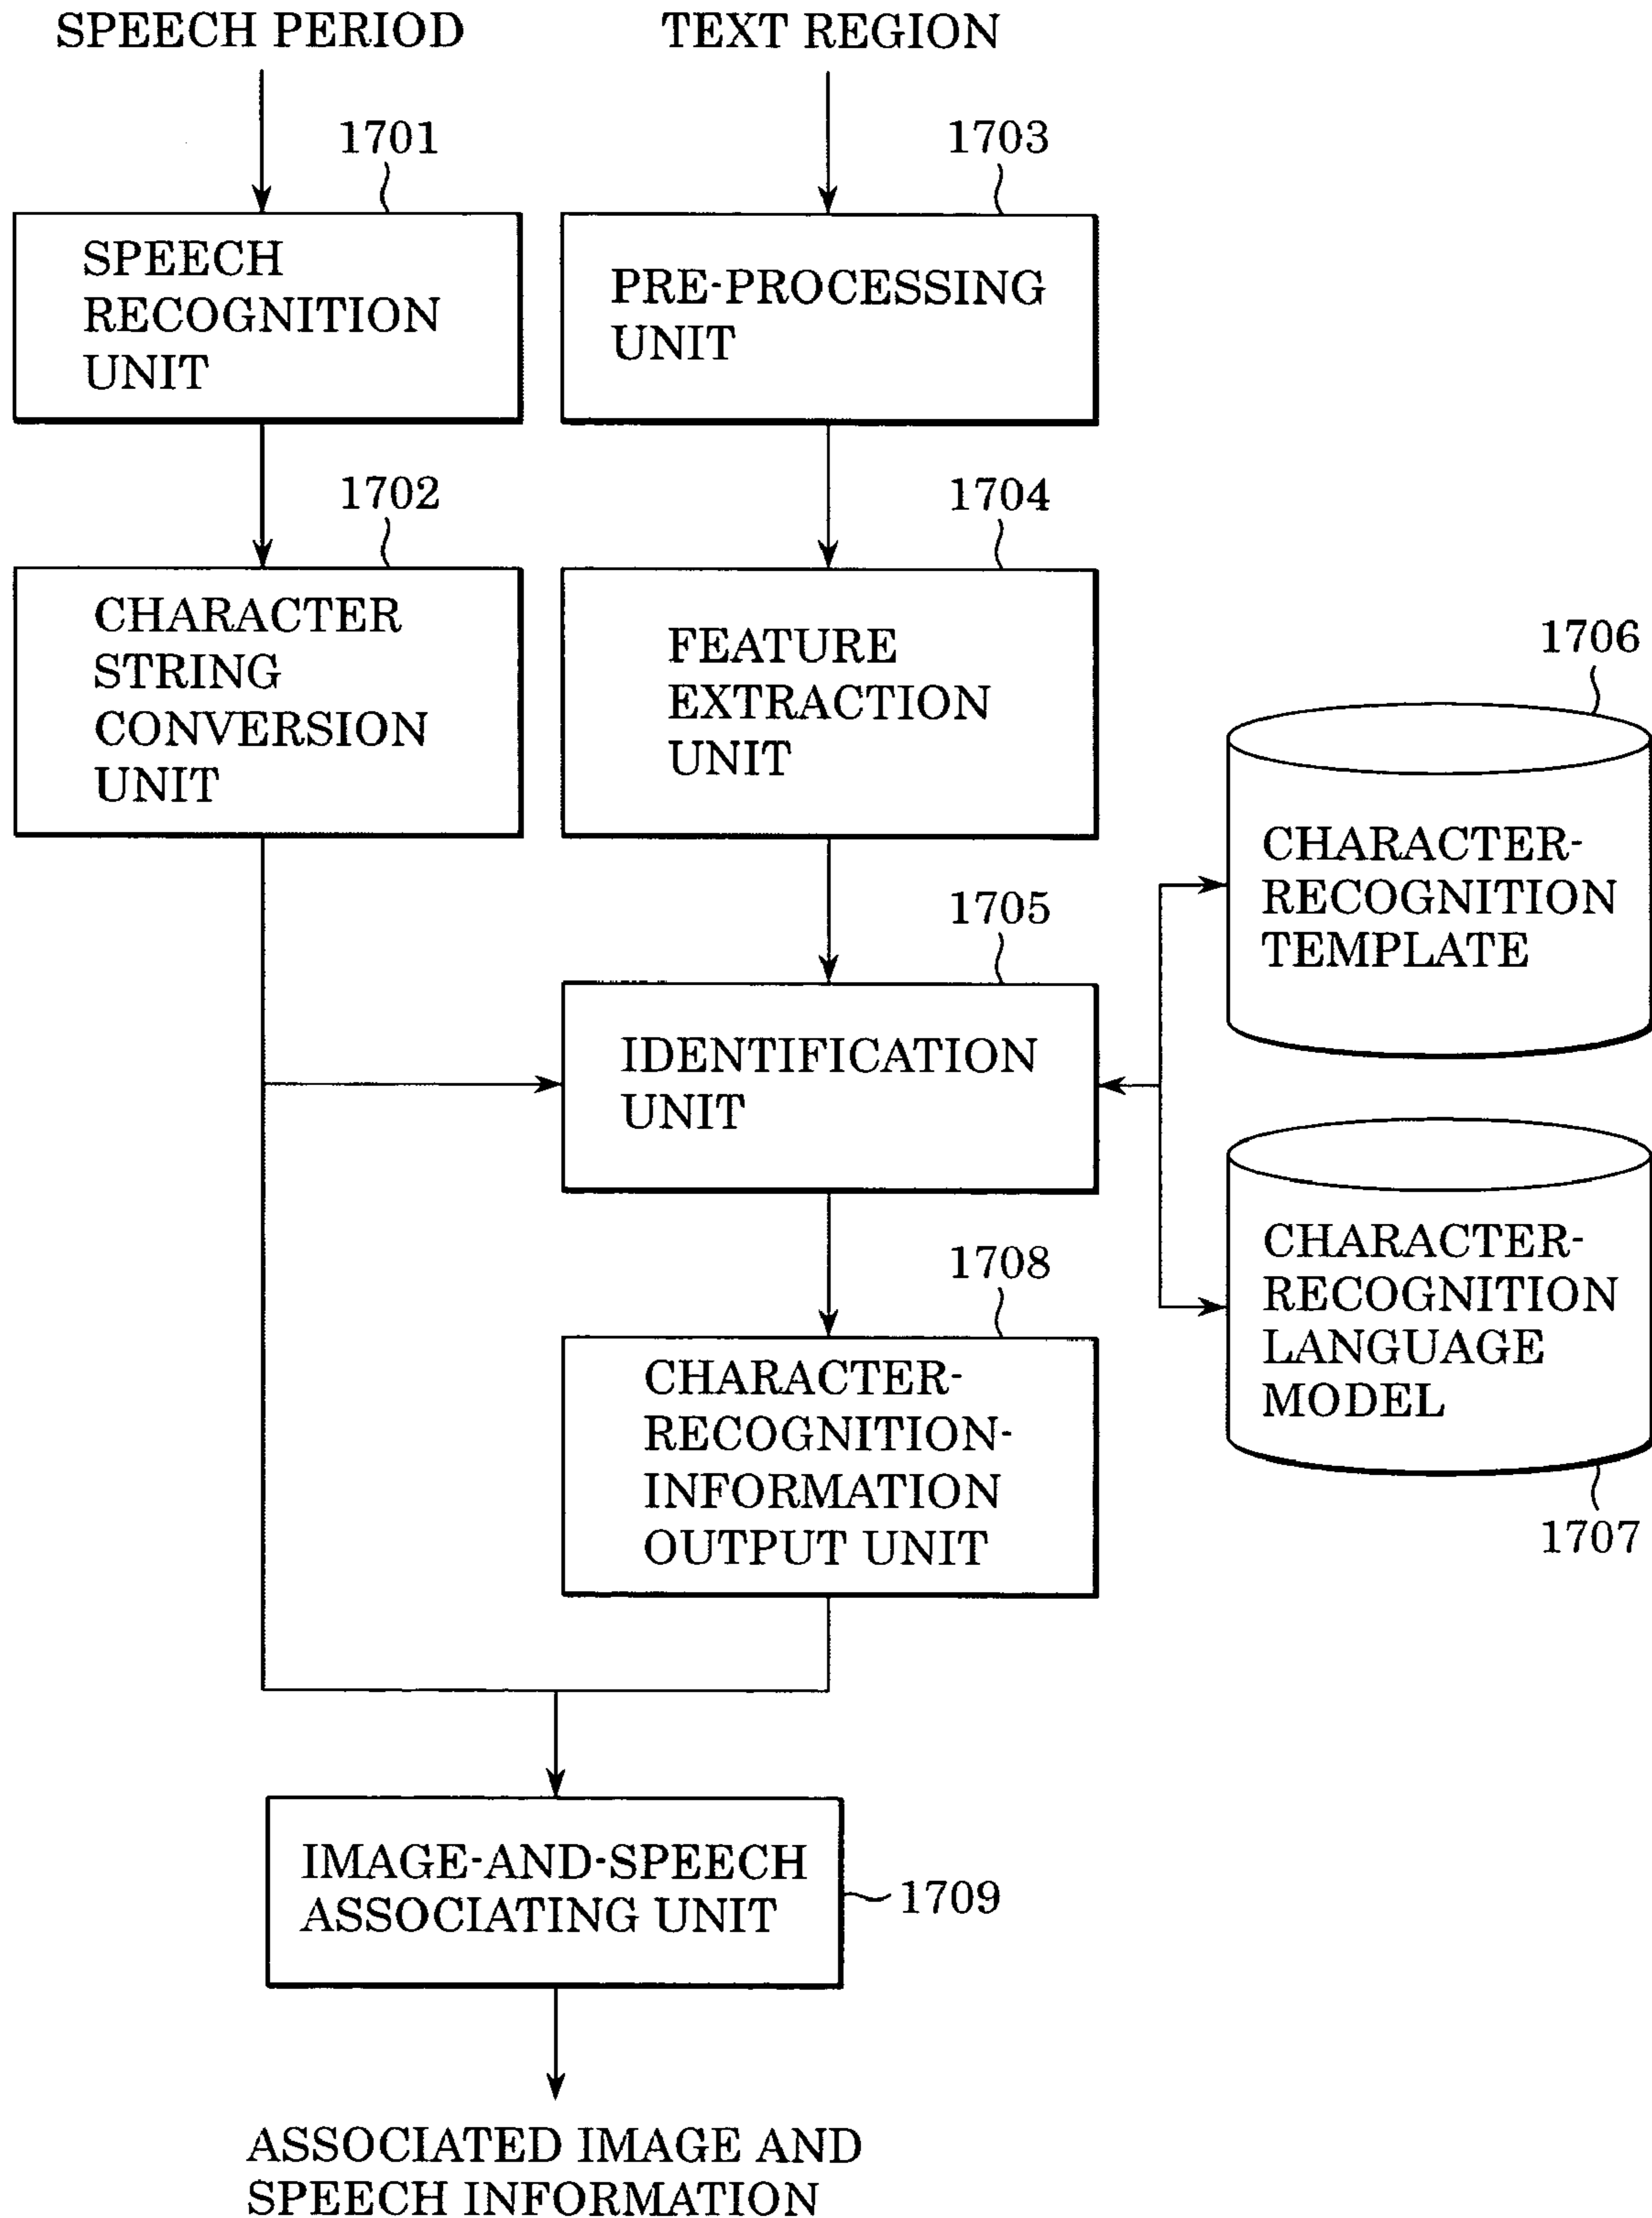 SPEECH PERIOD
TEXT REGION
1701
1703
SPEECH
RECOGNITION
UNIT
PRE-PROCESSING
UNIT
1702
1704
CHARACTER
STRING
CONVERSION
UNIT
FEATURE
EXTRACTION
UNIT
1706
CHARACTER-
RECOGNITION
TEMPLATE
1705
IDENTIFICATION
UNIT
CHARACTER-
RECOGNITION
LANGUAGE
MODEL
1707
1708
CHARACTER-
RECOGNITION-
INFORMATION
OUTPUT UNIT
IMAGE-AND-SPEECH
ASSOCIATING UNIT
1709
ASSOCIATED IMAGE AND
SPEECH INFORMATION